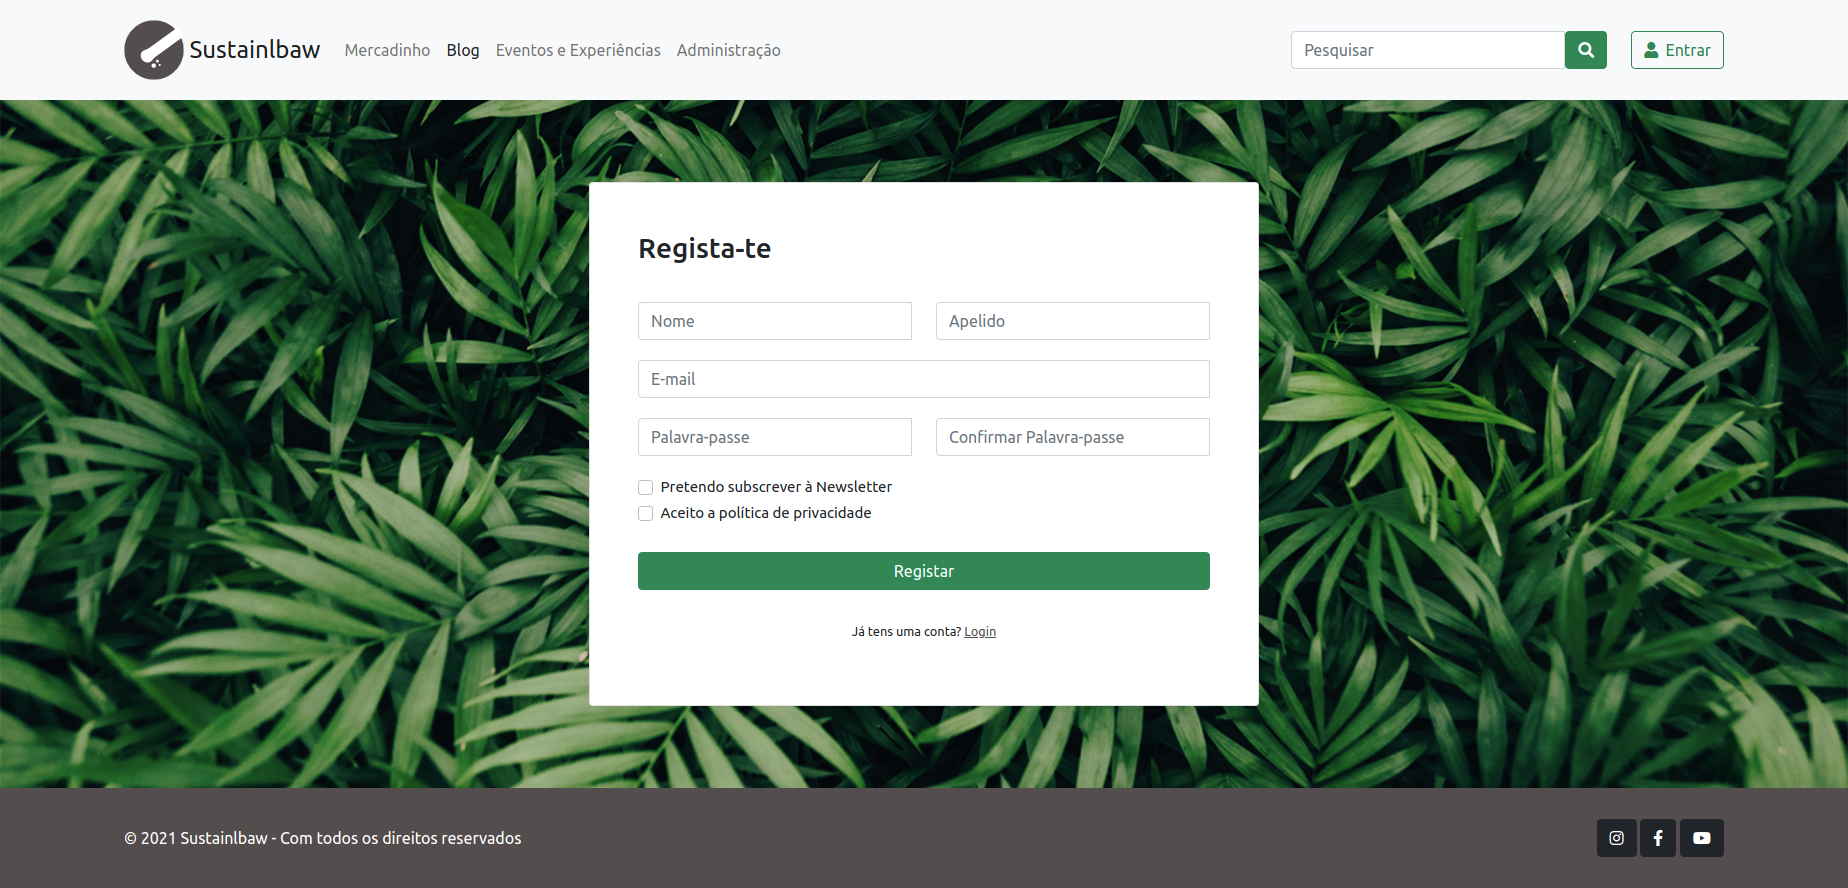 Sustainlbaw Mercadinho Blog Eventos e Experiências Administração Pesquisar Entrar
Regista-te
Nome Apelido
E-mail
Palavra-passe Confirmar Palavra-passe
Pretendo subscrever à Newsletter
Aceito a política de privacidade
Registar
Já tens uma conta? Login
© 2021 Sustainlbaw - Com todos os direitos reservados